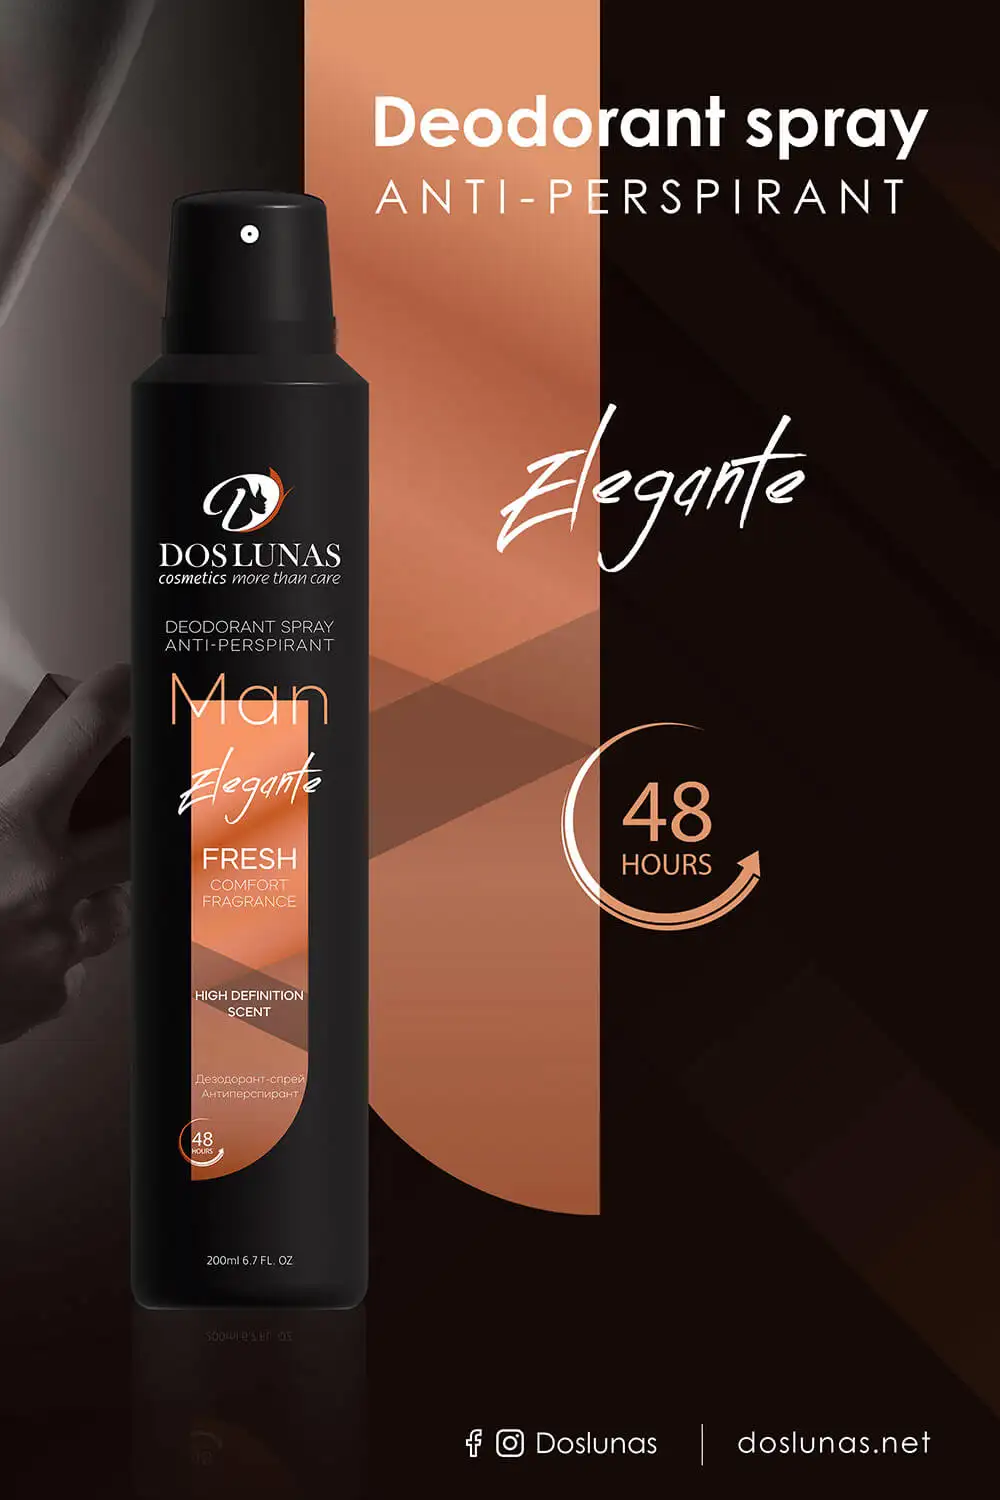 Deodorant spray
ANTI-PERSPIRANT
Elegante
48
HOURS
DOS LUNAS
cosmetics more than care
DEODORANT SPRAY
ANTI-PERSPIRANT
Man
Elegante
FRESH
COMFORT
FRAGRANCE
HIGH DEFINITION
SCENT
Дезодорант-спрей
Антиперспирант
48
HOURS
200ml 6.7 FL. OZ
Doslunas
doslunas.net